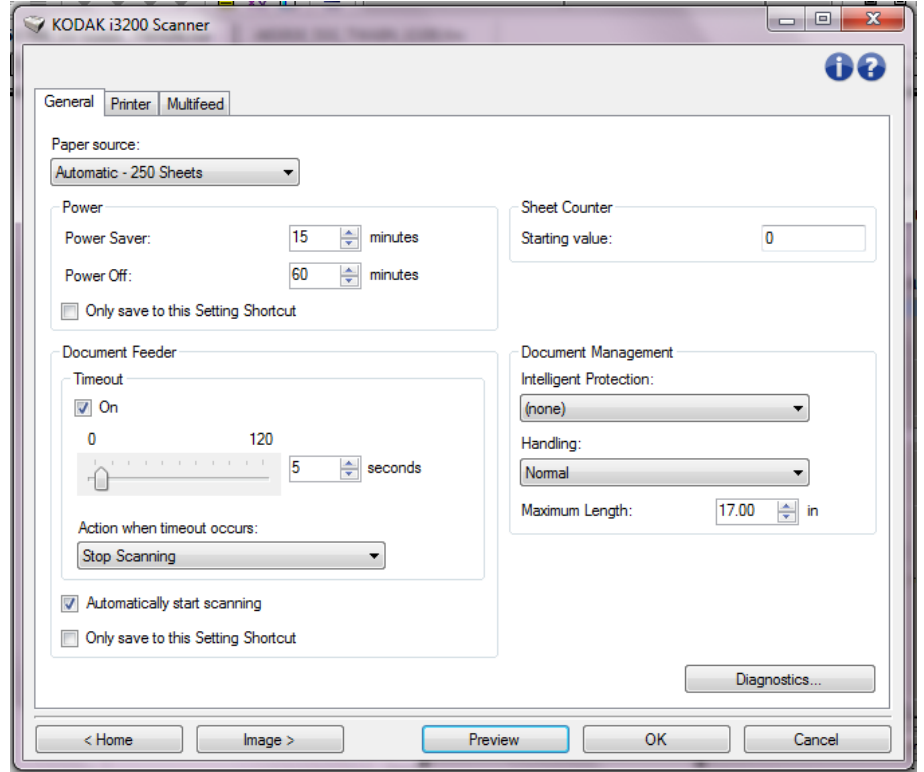 KODAK i3200 Scanner
General Printer Multifeed
Paper source:
Automatic - 250 Sheets
Power
Power Saver: 15 minutes
Power Off: 60 minutes
Only save to this Setting Shortcut
Sheet Counter
Starting value: 0
Document Feeder
Timeout
On
0 120
5 seconds
Action when timeout occurs:
Stop Scanning
Automatically start scanning
Only save to this Setting Shortcut
Document Management
Intelligent Protection:
(none)
Handling:
Normal
Maximum Length: 17.00 in
Diagnostics...
< Home Image > Preview OK Cancel